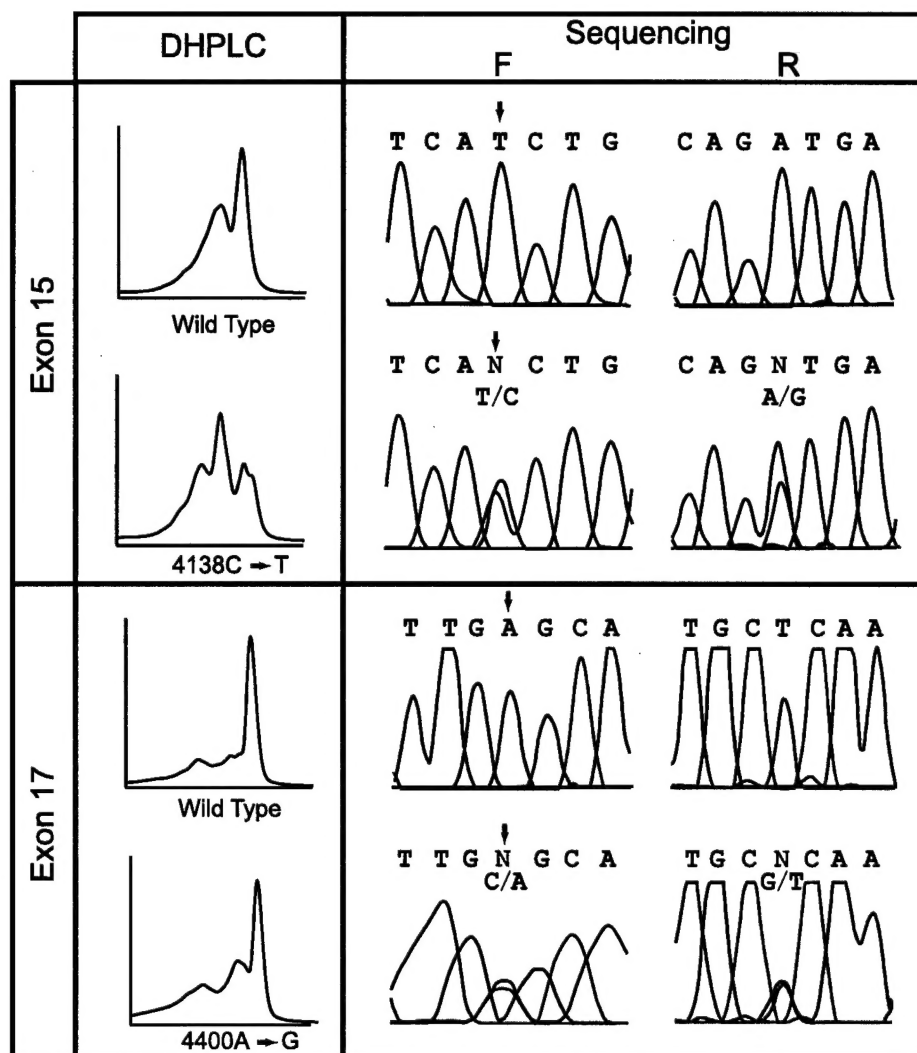 DHPLC
Sequencing
F R
Exon 15
T C A T C T G
C A G A T G A
Wild Type
T C A N C T G
T/C
C A G N T G A
A/G
4138C → T
Exon 17
T T G A G C A
T G C T C A A
Wild Type
T T G N G C A
C/A
T G C N C A A
G/T
4400A → G